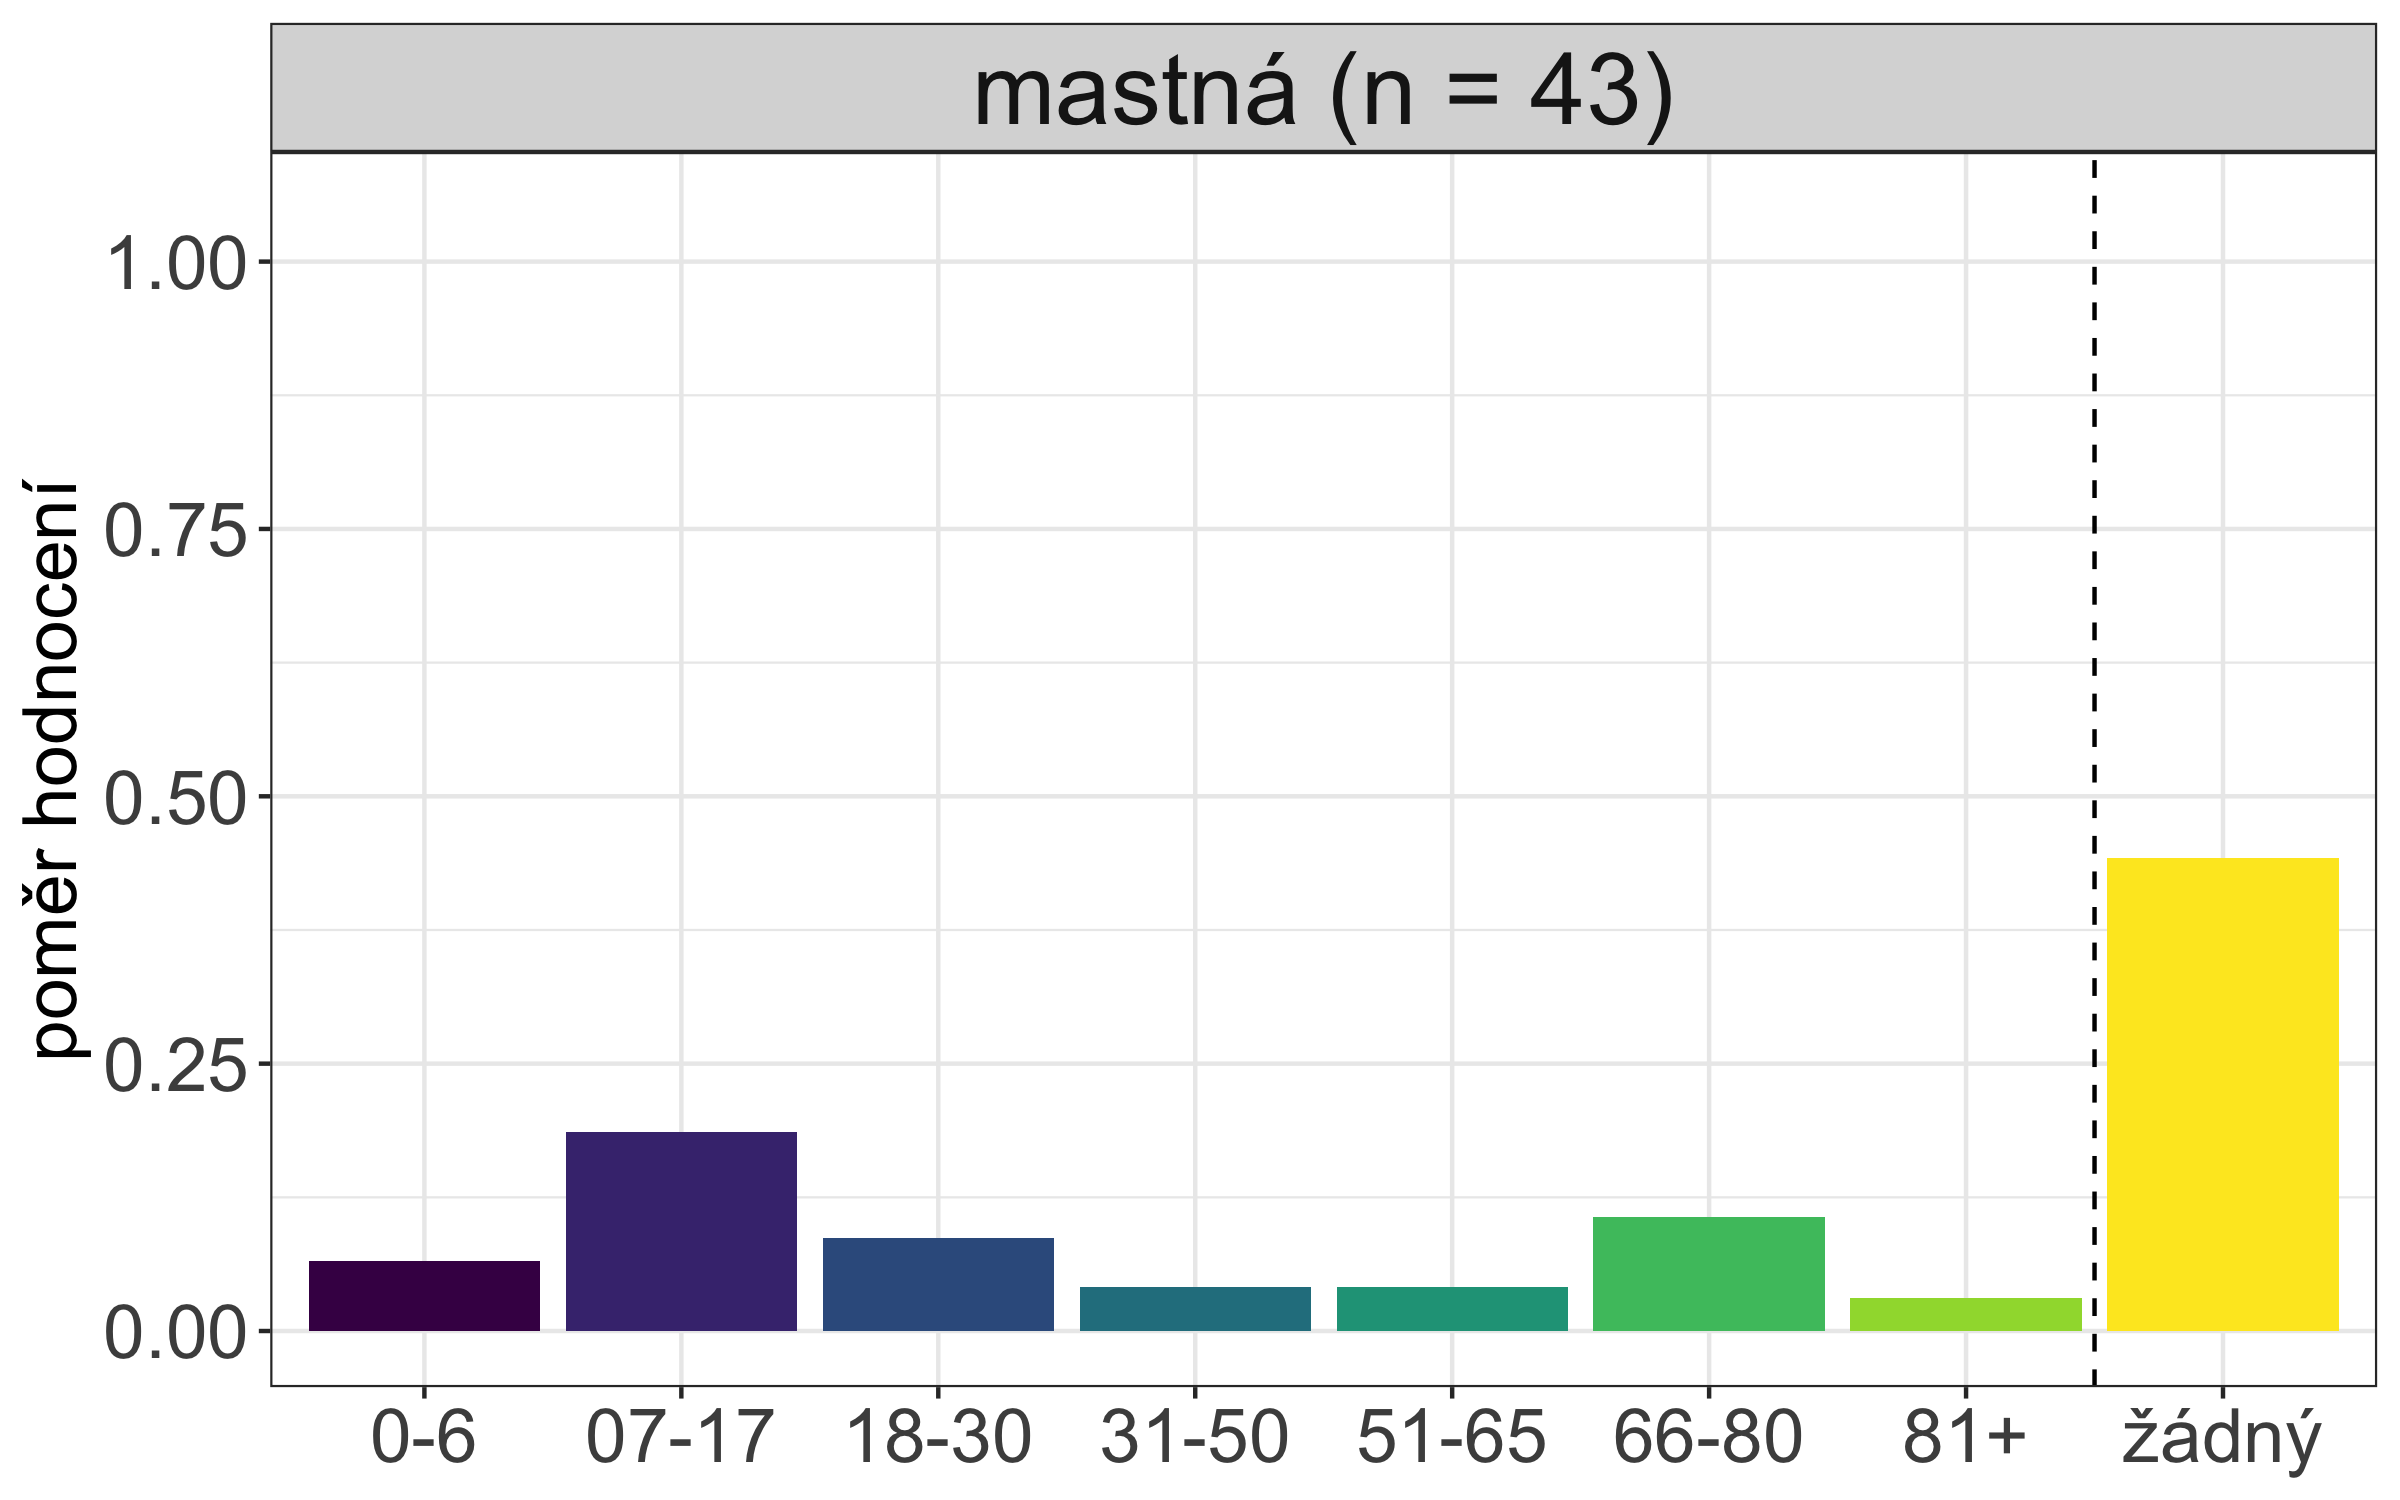 mastná (n = 43)
poměr hodnocení
1.00
0.75
0.50
0.25
0.00
0-6 07-17 18-30 31-50 51-65 66-80 81+ žádný